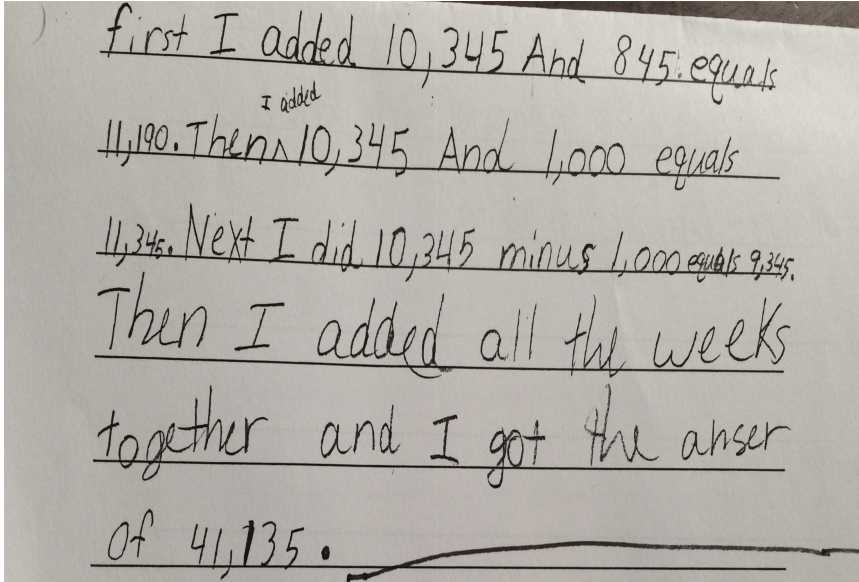 first I added 10,345 And 845 equals
I added
11,190. Then ^ 10,345 And 1,000 equals
11,345. Next I did 10,345 minus 1,000 equals 9,345.
Then I added all the weeks
together and I got the anser
of 41,135.